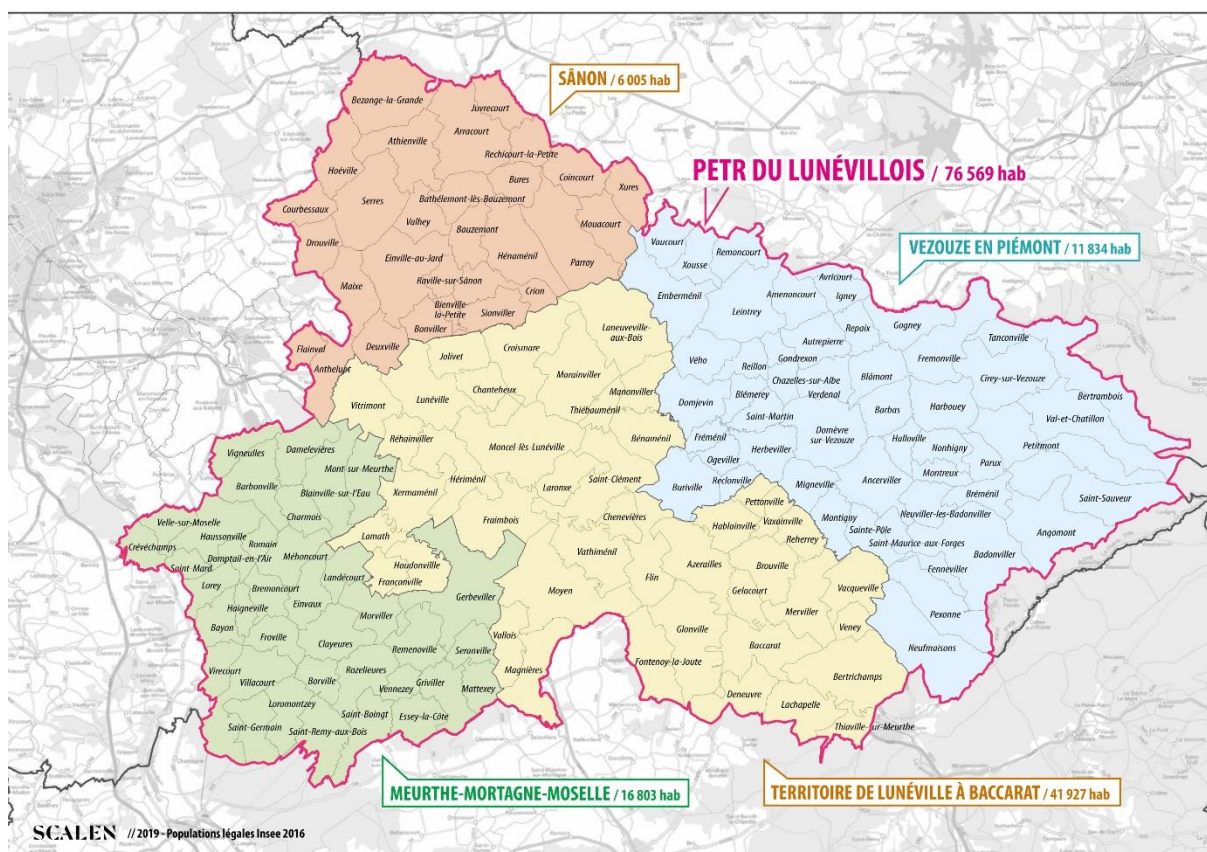 SÂNON / 6 005 hab
PETR DU LUNÉVILLOIS / 76 569 hab
VEZOUZE EN PIÉMONT / 11 834 hab
Bezange-la-Grande
Juvrecourt
Athienville
Arracourt
Rechicourt-la-Petite
Hoéville
Bures
Coincourt
Xures
Serres
Bathélemont-lès-Bauzemont
Courbessaux
Valhey
Mouacourt
Drouville
Bauzemont
Einville-au-Jard
Hénaménil
Parroy
Maixe
Raville-sur-Sânon
Crion
Bienville
la-Petite
Sionviller
Bonviller
Deuxville
Flainval
Anthelupt
Vaucourt
Remoncourt
Xousse
Avricourt
Emberménil
Amenoncourt
Igney
Leintrey
Repaix
Gogney
Tanconville
Autrepierre
Gondrexon
Fremonville
Vého
Reillon
Chazelles-sur-Albe
Blâmont
Cirey-sur-Vezouze
Verdenal
Bertrambois
Domjevin
Blémerey
Barbas
Harbouey
Val-et-Chatillon
Saint-Martin
Fréménil
Domèvre
sur-Vezouze
Halloville
Nonhigny
Petitmont
Herbeviller
Ogeviller
Parux
Reclonville
Ancerviller
Montreux
Buriville
Migneville
Bréménil
Saint-Sauveur
Neuviller-les-Badonviller
Montigny
Sainte-Pôle
Angomont
Saint-Maurice-aux-Forges
Badonviller
Fenneviller
Pexonne
Neufmaisons
Laneuveville-
aux-Bois
Jolivet
Croismare
Marainviller
Chanteheux
Manonviller
Lunéville
Vitrimont
Thiébauménil
Réhainviller
Moncel lès-Lunéville
Bénaménil
Hériménil
Saint-Clément
Xermaménil
Laronxe
Chenevières
Fraimbois
Lamath
Vathiménil
Haudonville
Franconville
Moyen
Flin
Azerailles
Pettonville
Hablainville
Vaxainville
Reherrey
Brouville
Gelacourt
Vacqueville
Merviller
Glonville
Veney
Vallois
Magnières
Fontenoy-la-Joute
Baccarat
Bertrichamps
Deneuvre
Lachapelle
Thiaville-sur-Meurthe
Vigneulles
Damelevières
Mont-sur-Meurthe
Barbonville
Blainville-sur-l'Eau
Velle-sur-Moselle
Charmois
Crévéchamps
Haussonville
Romain
Saint-Mard
Domptail-en-l'Air
Méhoncourt
Lorey
Bremoncourt
Landécourt
Gerbeviller
Haigneville
Einvaux
Bayon
Morviller
Froville
Clayeures
Remenoville
Seranville
Virecourt
Rozelieures
Villacourt
Borville
Vennezey
Griviller
Mattexey
Loromontzey
Saint-Boingt
Essey-la-Côte
Saint-Germain
Saint-Remy-aux-Bois
MEURTHE-MORTAGNE-MOSELLE / 16 803 hab
TERRITOIRE DE LUNÉVILLE À BACCARAT / 41 927 hab
SCALEN // 2019 - Populations légales Insee 2016